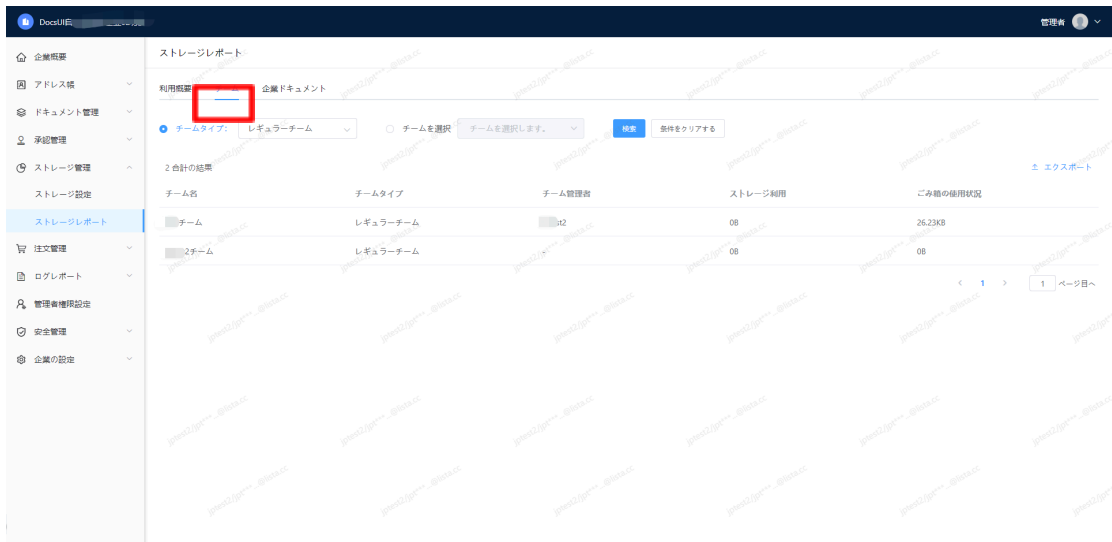 DocsUI
管理者
企業概要
アドレス帳
ドキュメント管理
承認管理
ストレージ管理
ストレージ設定
ストレージレポート
注文管理
ログレポート
管理者権限設定
安全管理
企業の設定
ストレージレポート
利用概要 企業ドキュメント
チームタイプ： レギュラーチーム チームを選択 チームを選択します。 検索 条件をクリアする
2 合計の結果 エクスポート
チーム名 チームタイプ チーム管理者 ストレージ利用 ごみ箱の使用状況
チーム レギュラーチーム st2 0B 26.23KB
2チーム レギュラーチーム - 0B 0B
1 1 ページ目へ